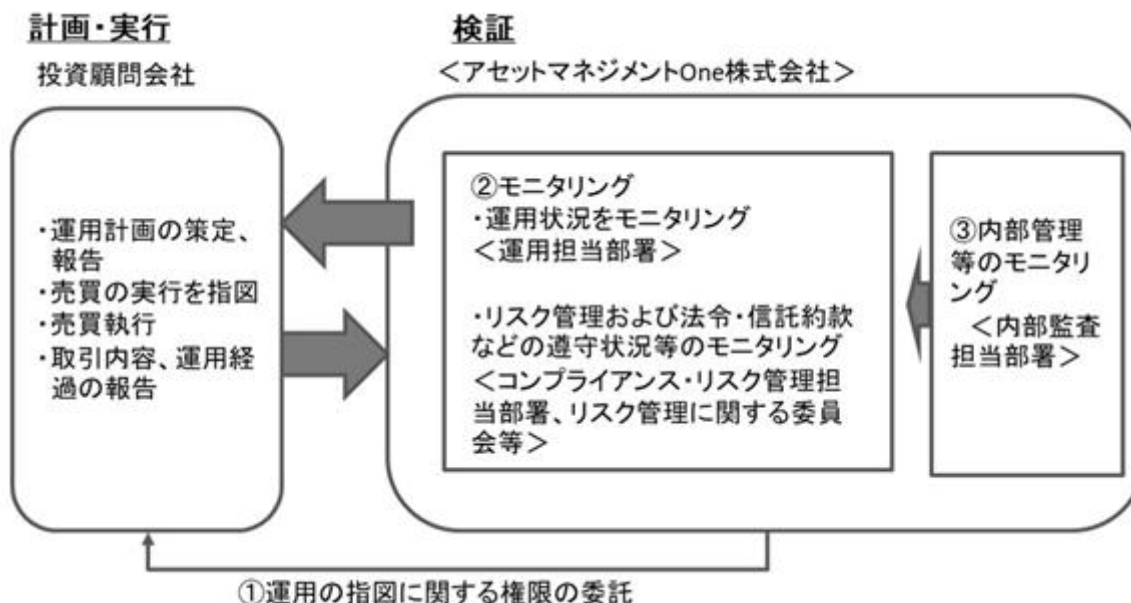 計画・実行
投資顧問会社
・運用計画の策定、
報告
・売買の実行を指図
・売買執行
・取引内容、運用経
過の報告
検証
＜アセットマネジメントOne株式会社＞
②モニタリング
・運用状況をモニタリング
＜運用担当部署＞
・リスク管理および法令・信託約款
などの遵守状況等のモニタリング
＜コンプライアンス・リスク管理担
当部署、リスク管理に関する委員
会等＞
③内部管理
等のモニタリ
ング
＜内部監査
担当部署＞
①運用の指図に関する権限の委託